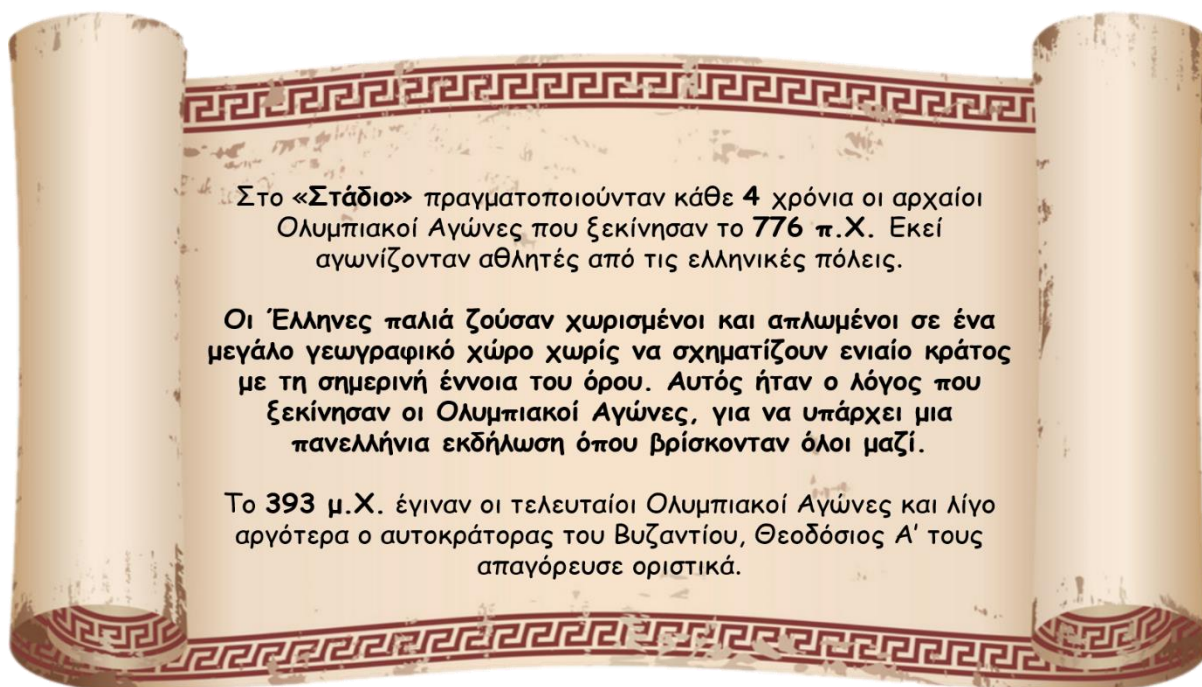 Στο «Στάδιο» πραγματοποιούνταν κάθε 4 χρόνια οι αρχαίοι
Ολυμπιακοί Αγώνες που ξεκίνησαν το 776 π.Χ. Εκεί
αγωνίζονταν αθλητές από τις ελληνικές πόλεις.
Οι Έλληνες παλιά ζούσαν χωρισμένοι και απλωμένοι σε ένα
μεγάλο γεωγραφικό χώρο χωρίς να σχηματίζουν ενιαίο κράτος
με τη σημερινή έννοια του όρου. Αυτός ήταν ο λόγος που
ξεκίνησαν οι Ολυμπιακοί Αγώνες, για να υπάρχει μια
πανελλήνια εκδήλωση όπου βρίσκονταν όλοι μαζί.
Το 393 μ.Χ. έγιναν οι τελευταίοι Ολυμπιακοί Αγώνες και λίγο
αργότερα ο αυτοκράτορας του Βυζαντίου, Θεοδόσιος Α’ τους
απαγόρευσε οριστικά.